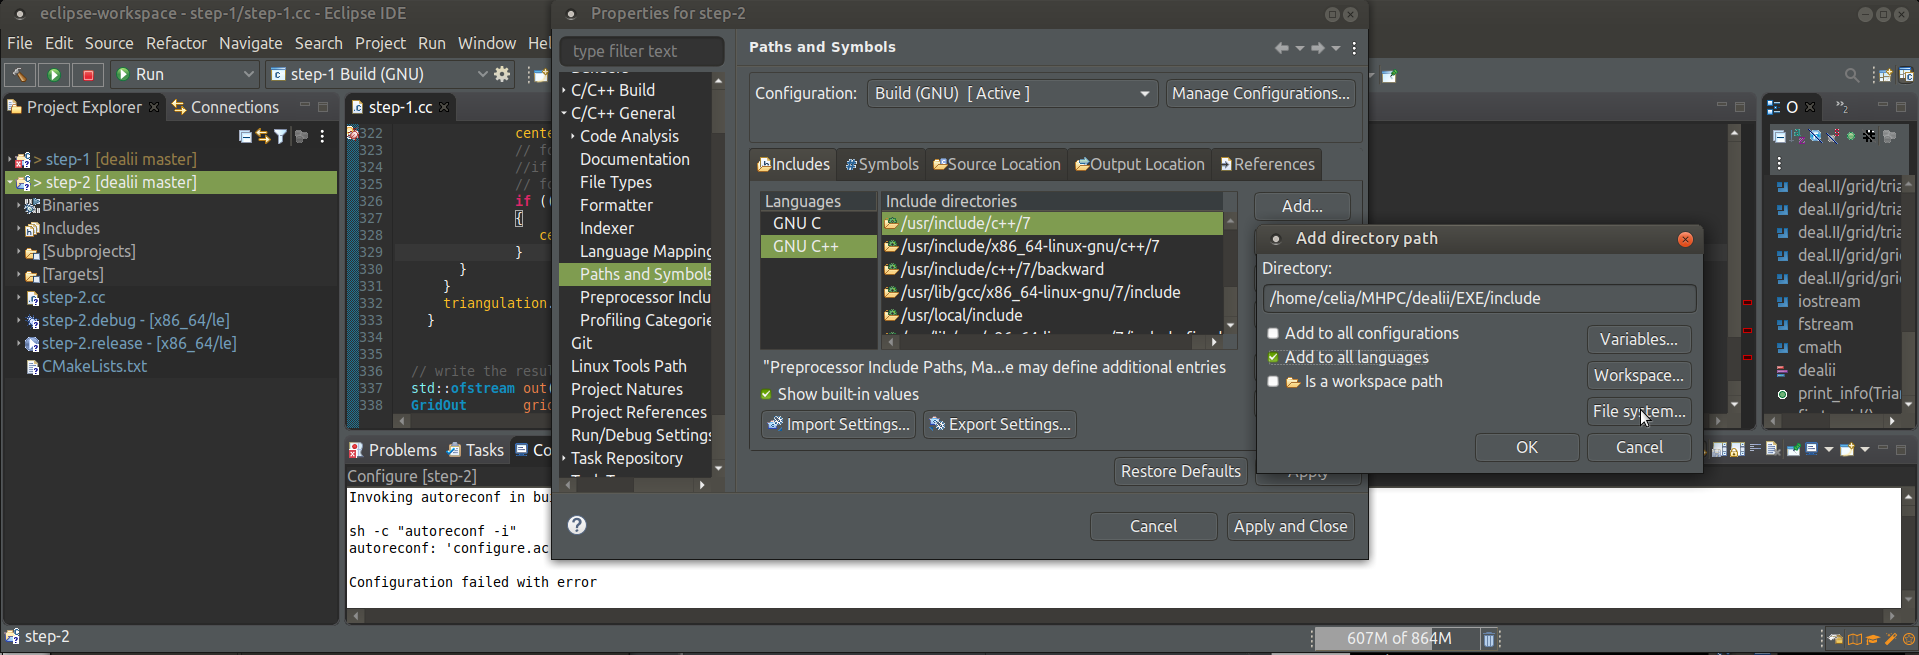 eclipse-workspace - step-1/step-1.cc - Eclipse IDE
File Edit Source Refactor Navigate Search Project Run Window Hel
Run
step-1 Build (GNU)
Project Explorer
Connections
> step-1 [dealii master]
> step-2 [dealii master]
Binaries
Includes
[Subprojects]
[Targets]
step-2.cc
step-2.debug - [x86_64/le]
step-2.release - [x86_64/le]
CMakeLists.txt
step-1.cc
322 cente
323 // fo
324 //if
325 // fo
326 if ((
327 {
328 ce
329 }
330 }
331 }
332 triangulation.
333 }
334
335
336 // write the resul
337 std::ofstream out(
338 GridOut grid
Problems
Tasks
Co
Configure [step-2]
Invoking autoreconf in bu
sh -c "autoreconf -i"
autoreconf: 'configure.ac
Configuration failed with error
Properties for step-2
type filter text
C/C++ Build
C/C++ General
Code Analysis
Documentation
File Types
Formatter
Indexer
Language Mapping
Paths and Symbols
Preprocessor Inclu
Profiling Categorie
Git
Linux Tools Path
Project Natures
Project References
Run/Debug Settings
Task Repository
Paths and Symbols
Configuration:
Build (GNU) [ Active ]
Manage Configurations...
Includes
Symbols
Source Location
Output Location
References
Languages
GNU C
GNU C++
Include directories
/usr/include/c++/7
/usr/include/x86_64-linux-gnu/c++/7
/usr/include/c++/7/backward
/usr/lib/gcc/x86_64-linux-gnu/7/include
/usr/local/include
Add...
"Preprocessor Include Paths, Ma...e may define additional entries
Show built-in values
Import Settings...
Export Settings...
Restore Defaults
Apply
Cancel
Apply and Close
Add directory path
Directory:
/home/celia/MHPC/dealii/EXE/include
Add to all configurations
Add to all languages
Is a workspace path
Variables...
Workspace...
File system...
OK
Cancel
O
2
deal.II/grid/tria
deal.II/grid/tria
deal.II/grid/tria
deal.II/grid/gri
deal.II/grid/gri
iostream
fstream
cmath
dealii
print_info(Tria
step-2
607M of 864M